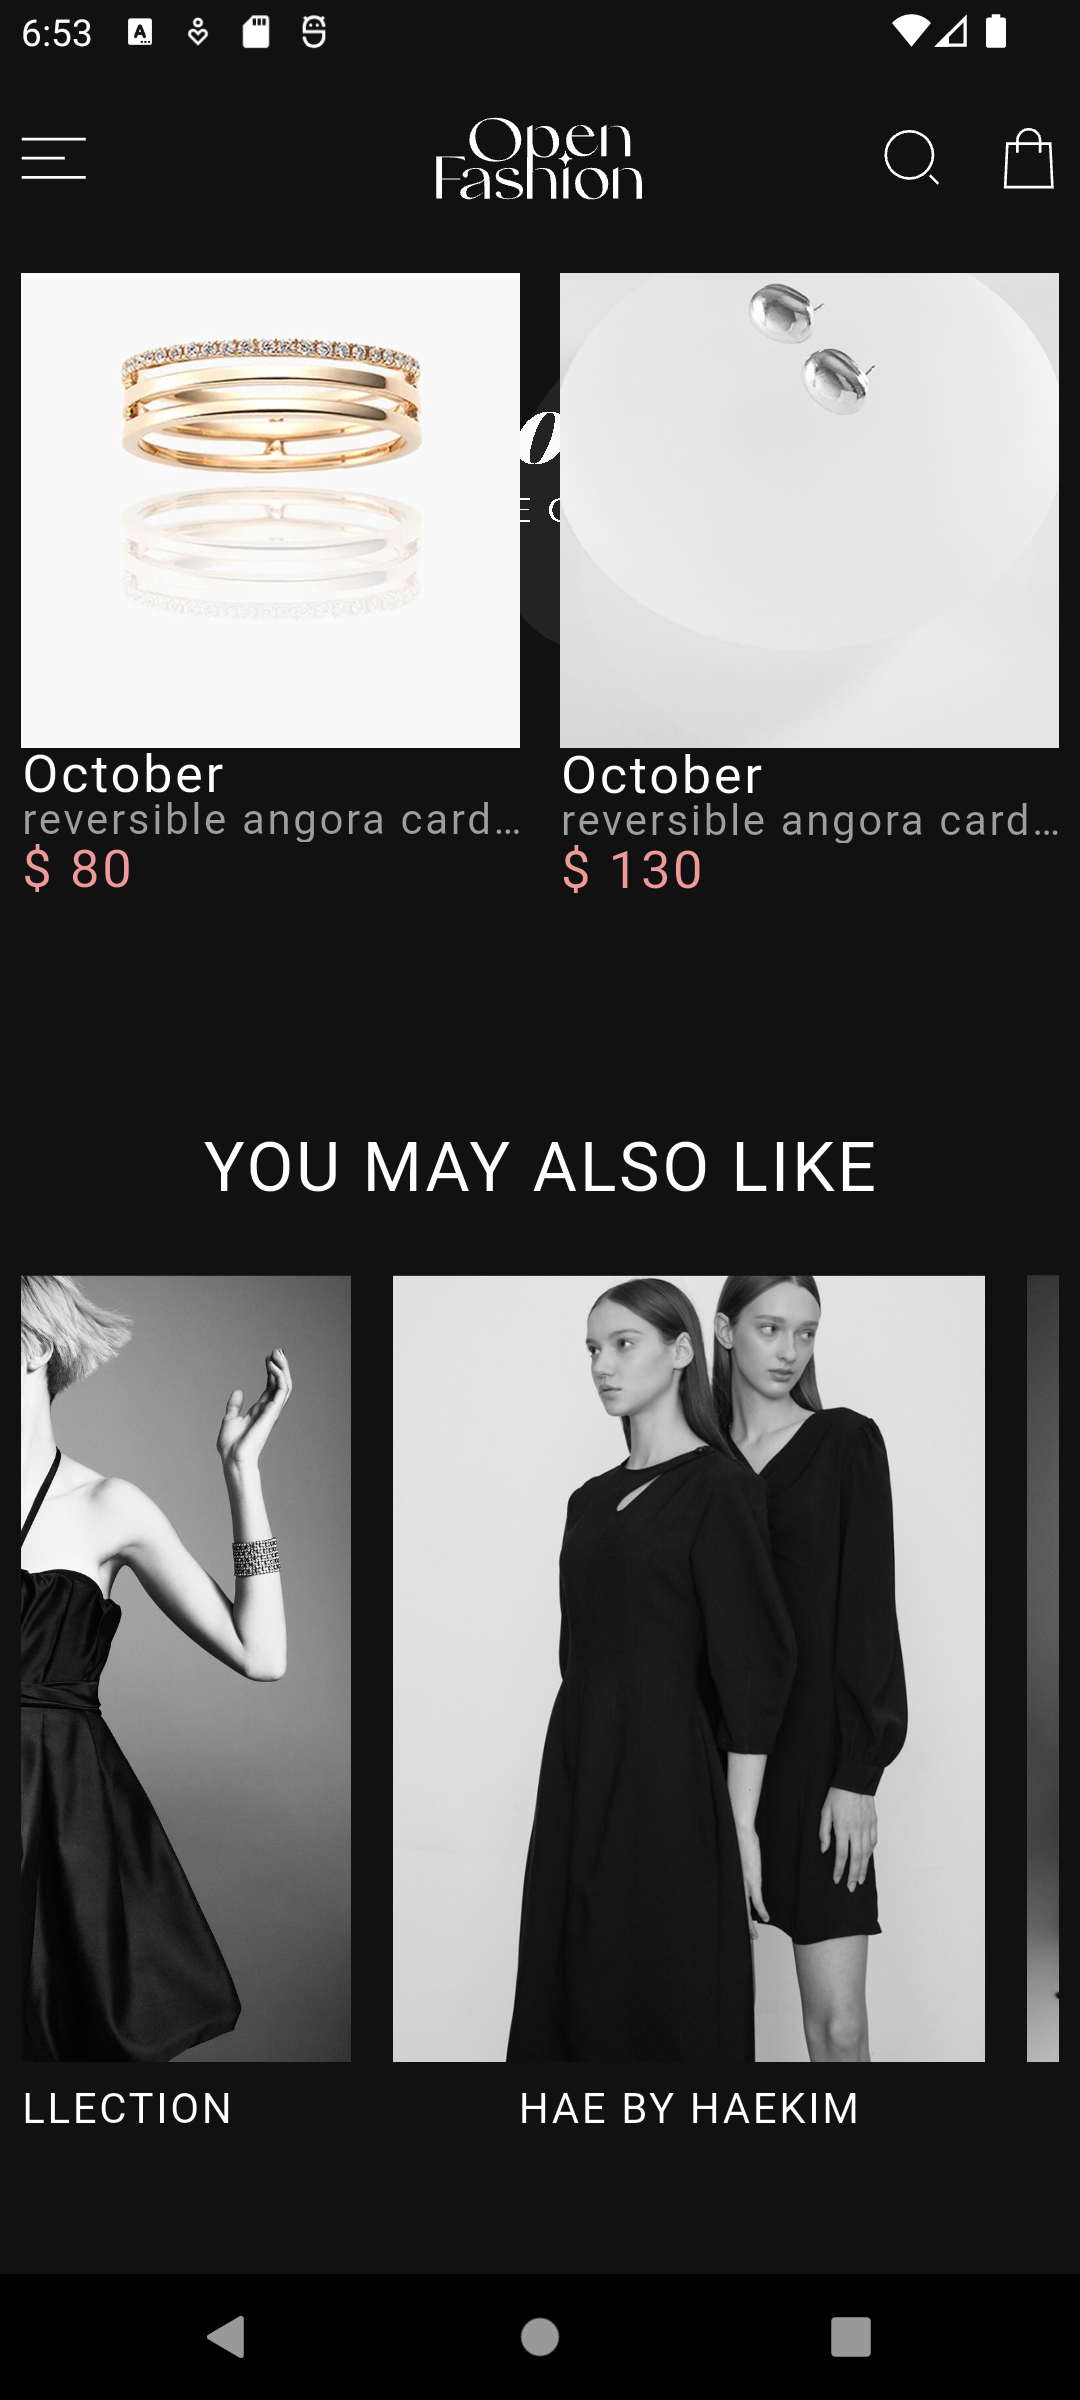 6:53
Open
Fashion
o
E
October
reversible angora card...
$ 80
October
reversible angora card...
$ 130
YOU MAY ALSO LIKE
LLECTION
HAE BY HAEKIM